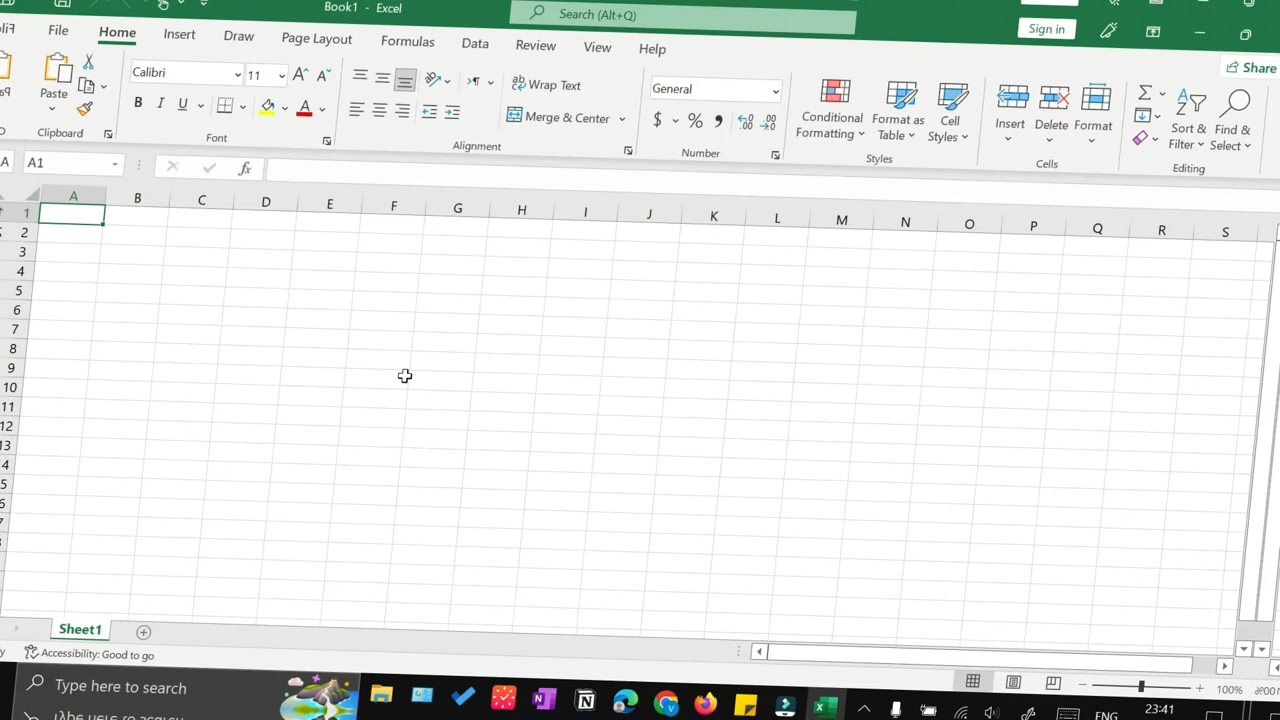 Book1 - Excel
Search (Alt+Q)
Sign in
File Home Insert Draw Page Layout Formulas Data Review View Help
Share
Paste
Calibri 11
B I U A
Wrap Text
Merge & Center
General
$ % 9
Conditional Formatting
Format as Table
Cell Styles
Insert Delete Format
Sort & Filter
Find & Select
Clipboard Font Alignment Number Styles Cells Editing
A1 fx
A B C D E F G H I J K L M N O P Q R S
1
2
3
4
5
6
7
8
9
10
11
12
13
Sheet1
Accessibility: Good to go
100%
Type here to search
ENG
23:41